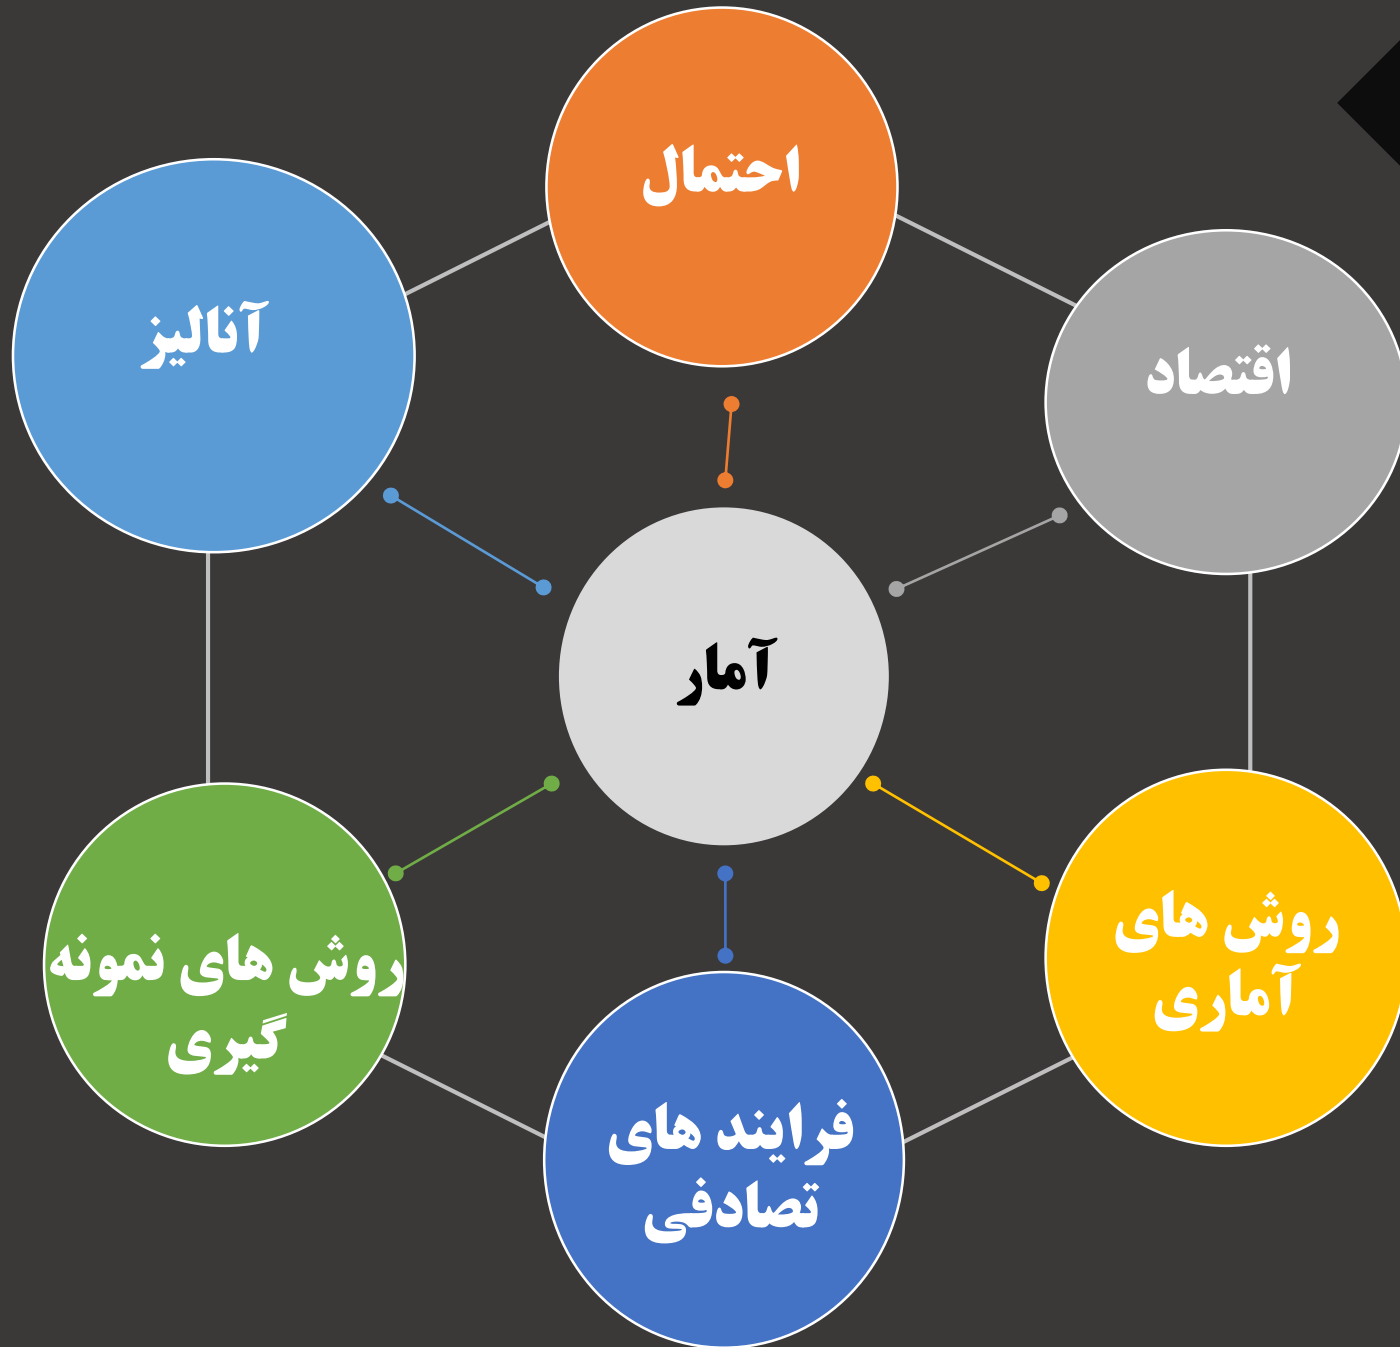 احتمال
آنالیز
اقتصاد
آمار
روش های
آماری
روش های نمونه
گیری
فرایند های
تصادفی